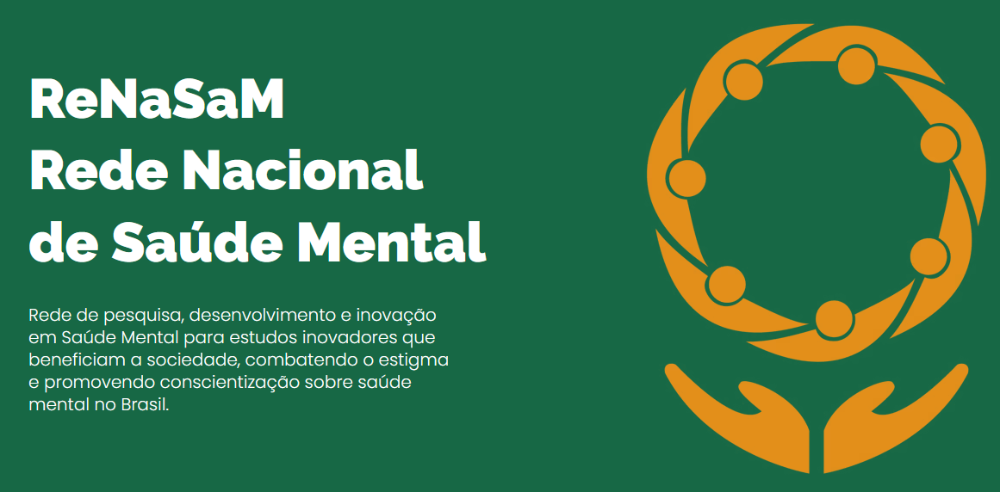 ReNaSaM
Rede Nacional
de Saúde Mental
Rede de pesquisa, desenvolvimento e inovação
em Saúde Mental para estudos inovadores que
beneficiam a sociedade, combatendo o estigma
e promovendo conscientização sobre saúde
mental no Brasil.